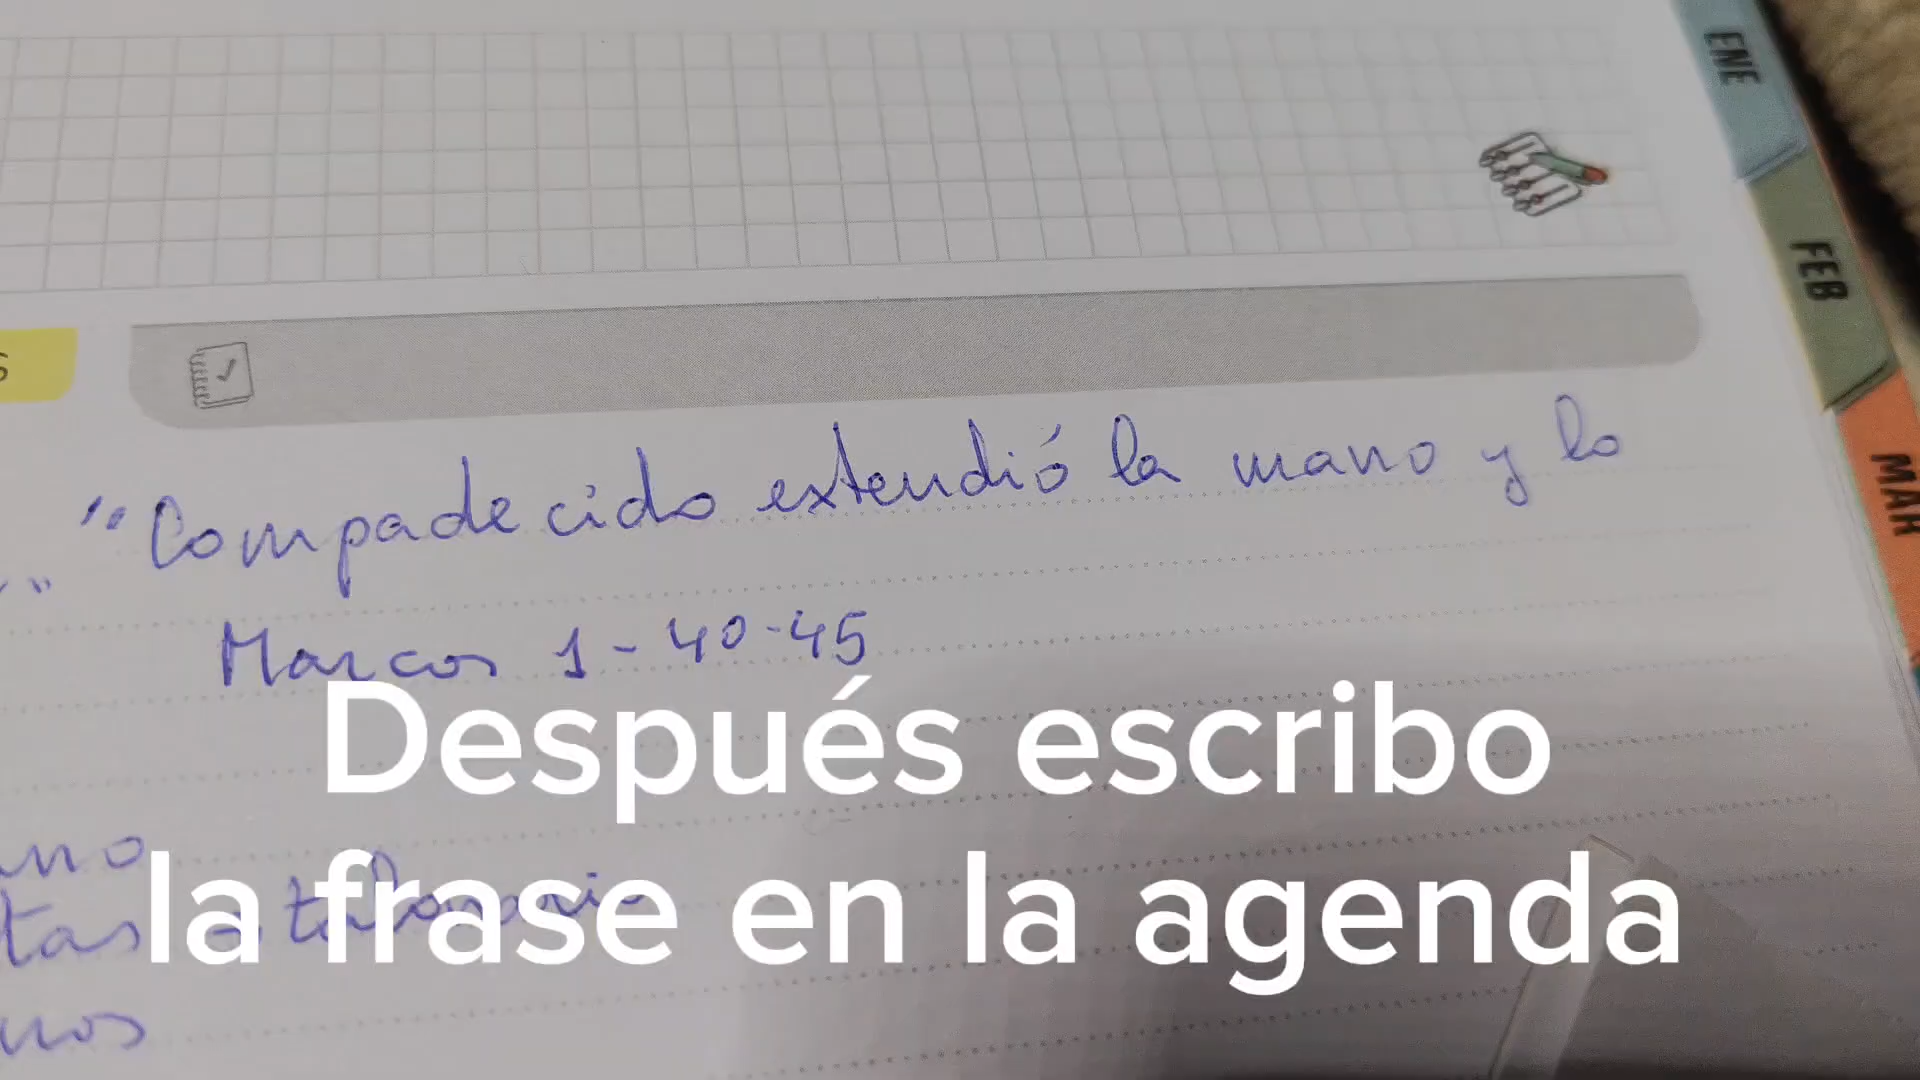 ENE
FEB
MAR
S
"Compadecido extendió la mano y lo
..."
Marcos 1-40-45
Después escribo
la frase en la agenda